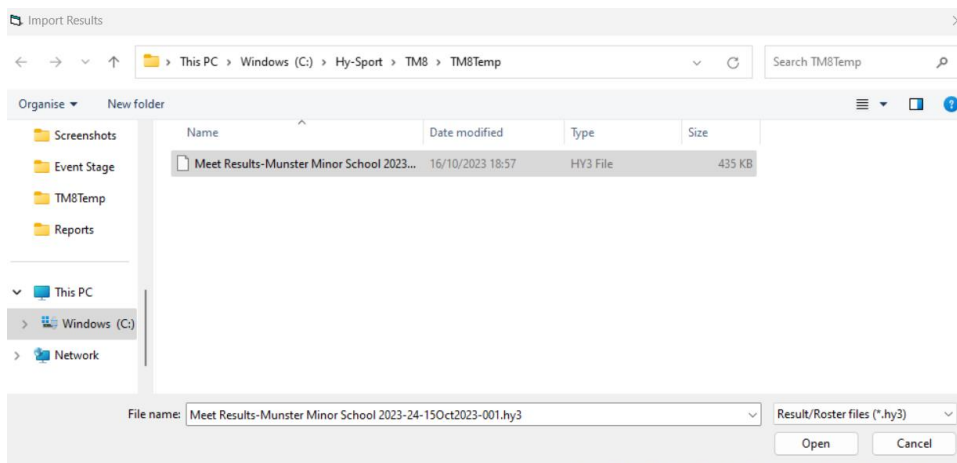 Import Results
This PC > Windows (C:) > Hy-Sport > TM8 > TM8Temp
Search TM8Temp
Organise
New folder
Name
Date modified
Type
Size
Screenshots
Meet Results-Munster Minor School 2023... 16/10/2023 18:57 HY3 File 435 KB
Event Stage
TM8Temp
Reports
This PC
Windows (C:)
Network
File name: Meet Results-Munster Minor School 2023-24-15Oct2023-001.hy3
Result/Roster files (*.hy3)
Open
Cancel